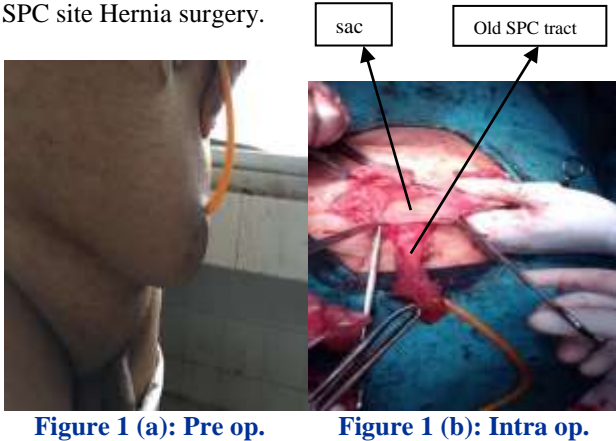 SPC site Hernia surgery.
sac
Old SPC tract
Figure 1 (a): Pre op.
Figure 1 (b): Intra op.